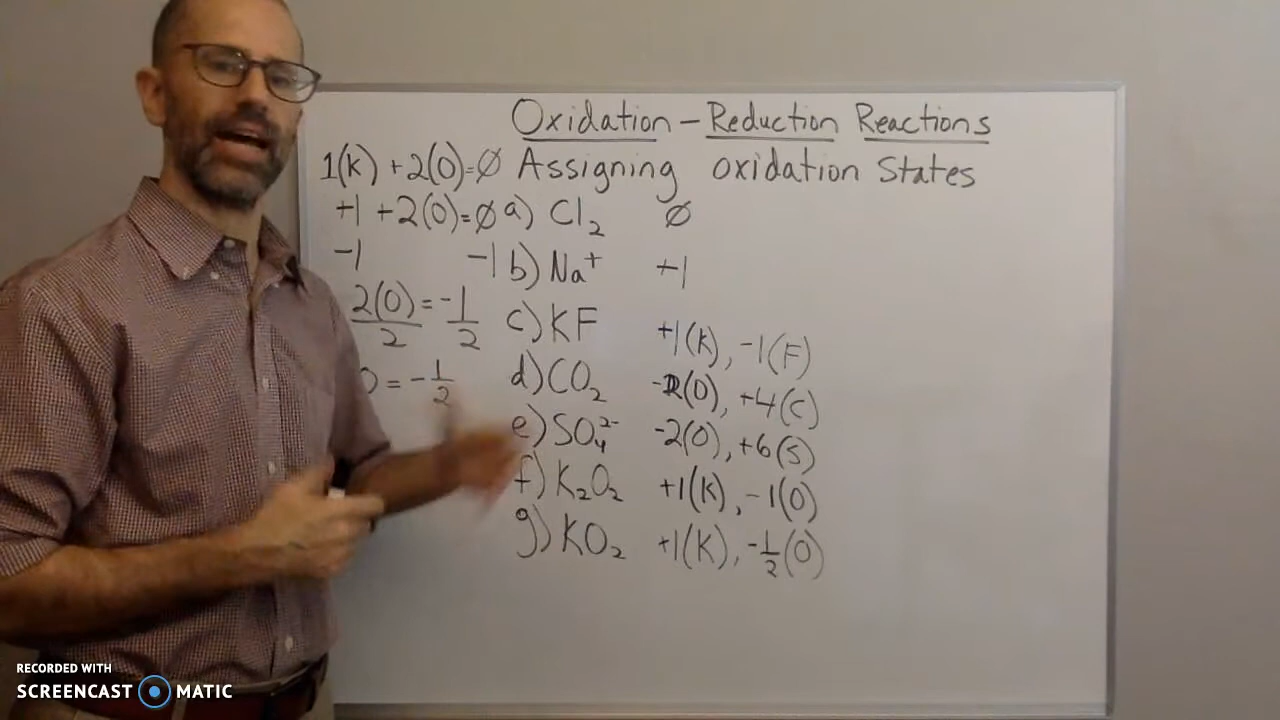 Oxidation – Reduction Reactions
Assigning oxidation States
1(K) + 2(O) = ∅
+1 + 2(O) = ∅
-1 -1
2(O) = -1
2 2
O = -1/2
a) Cl₂ ∅
b) Na⁺ +1
c) KF +1(K), -1(F)
d) CO₂ -2(O), +4(C)
e) SO₄²⁻ -2(O), +6(S)
f) K₂O₂ +1(K), -1(O)
g) KO₂ +1(K), -1/2(O)
RECORDED WITH
SCREENCAST MATIC